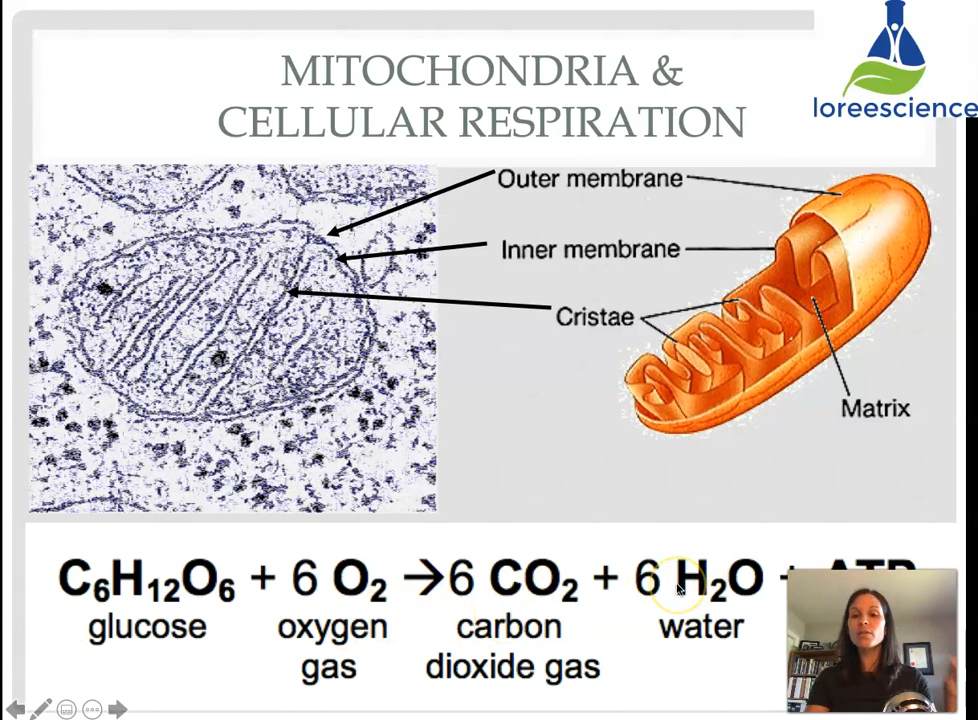 MITOCHONDRIA &
CELLULAR RESPIRATION
loreescience
Outer membrane
Inner membrane
Cristae
Matrix
C₆H₁₂O₆ + 6 O₂ →6 CO₂ + 6 H₂O + ATP
glucose
oxygen
gas
carbon
dioxide gas
water